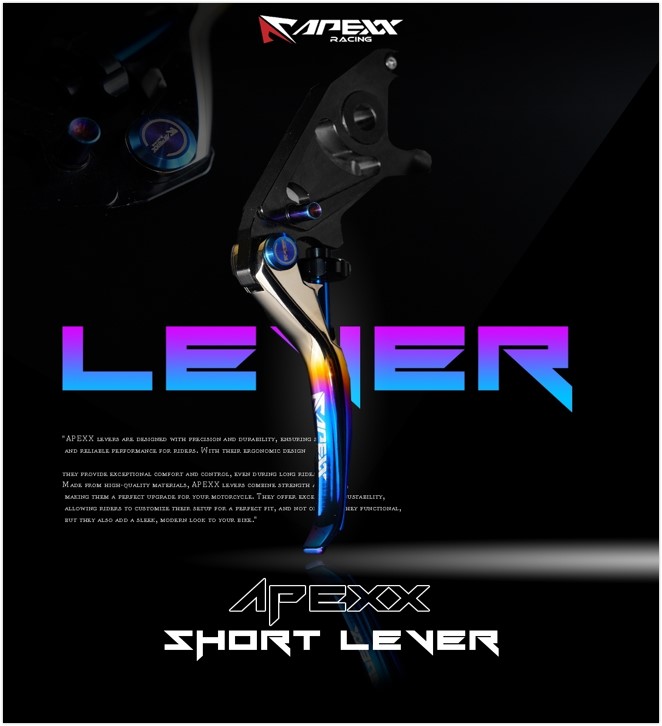 APEXX
RACING
LEVER
"APEXX LEVERS ARE DESIGNED WITH PRECISION AND DURABILITY, ENSURING
AND RELIABLE PERFORMANCE FOR RIDERS. WITH THEIR ERGONOMIC DESIGN
THEY PROVIDE EXCEPTIONAL COMFORT AND CONTROL, EVEN DURING LONG
MADE FROM HIGH-QUALITY MATERIALS, APEXX LEVERS COMBINE STRENGTH
MAKING THEM A PERFECT UPGRADE FOR YOUR MOTORCYCLE. THEY OFFER
ALLOWING RIDERS TO CUSTOMIZE THEIR SETUP FOR A PERFECT FIT, AND NOT FUNCTIONAL,
BUT THEY ALSO ADD A SLEEK, MODERN LOOK TO YOUR BIKE."
APEXX
APEXX
SHORT LEVER